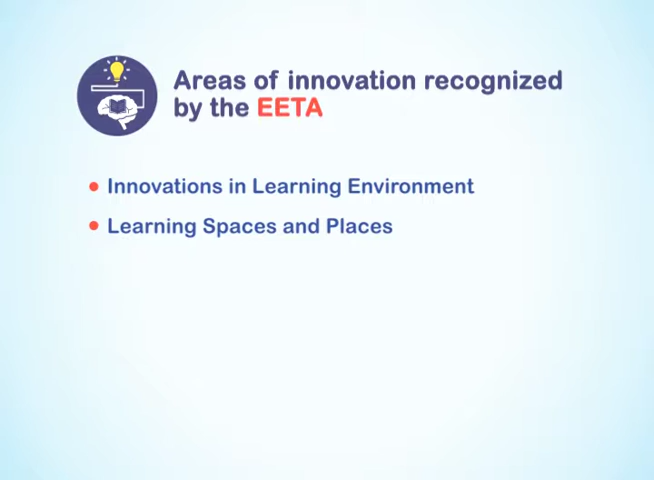 Areas of innovation recognized
by the EETA
Innovations in Learning Environment
Learning Spaces and Places